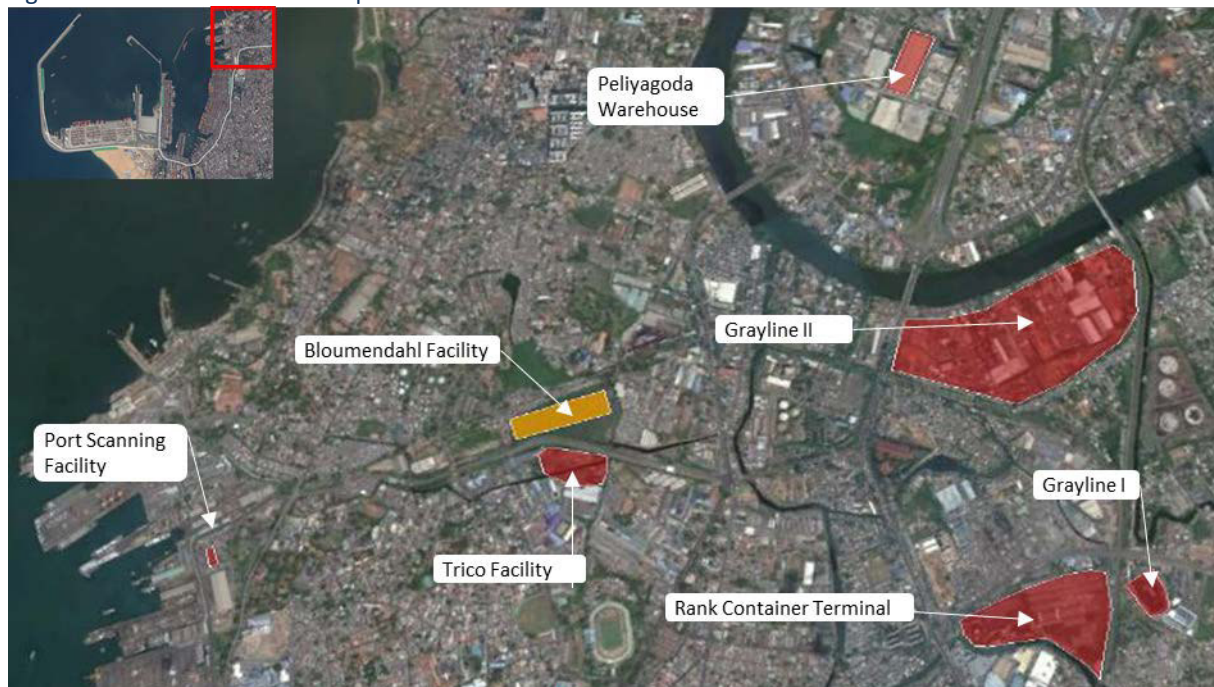 Peliyagoda
Warehouse
Grayline II
Bloumendahl Facility
Port Scanning
Facility
Grayline I
Trico Facility
Rank Container Terminal